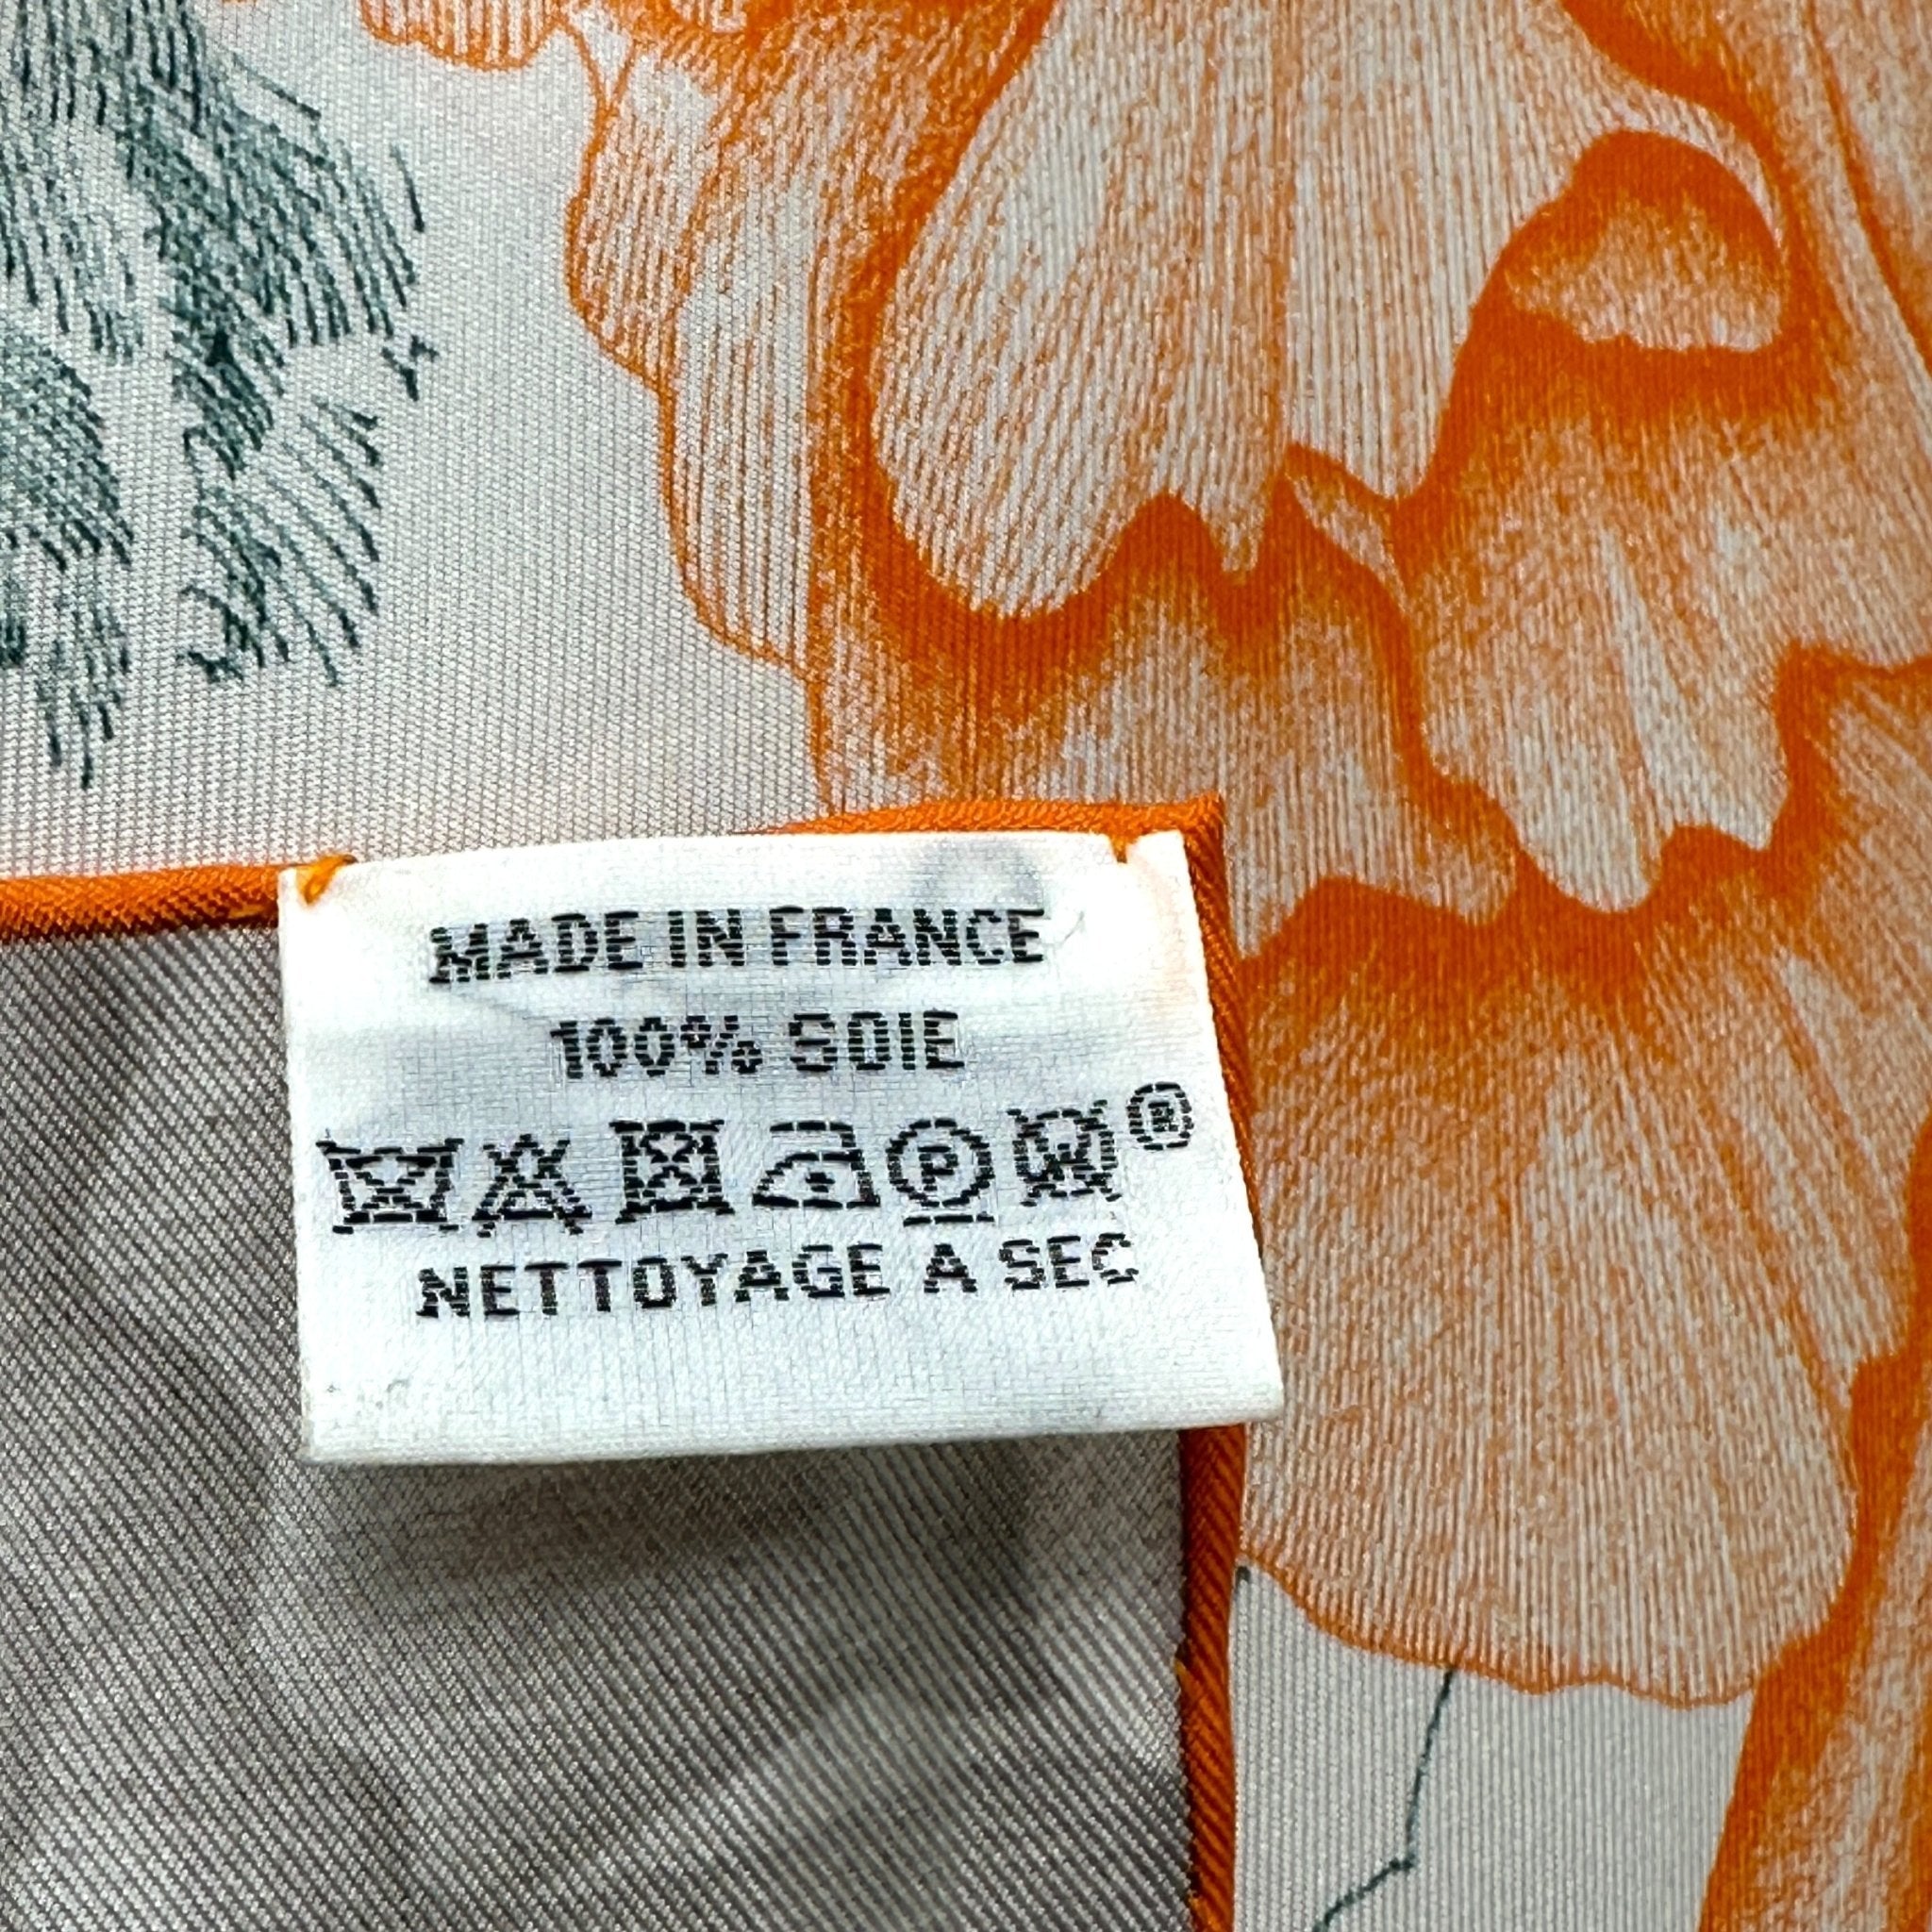 MADE IN FRANCE
100% SOIE
P ®
NETTOYAGE A SEC